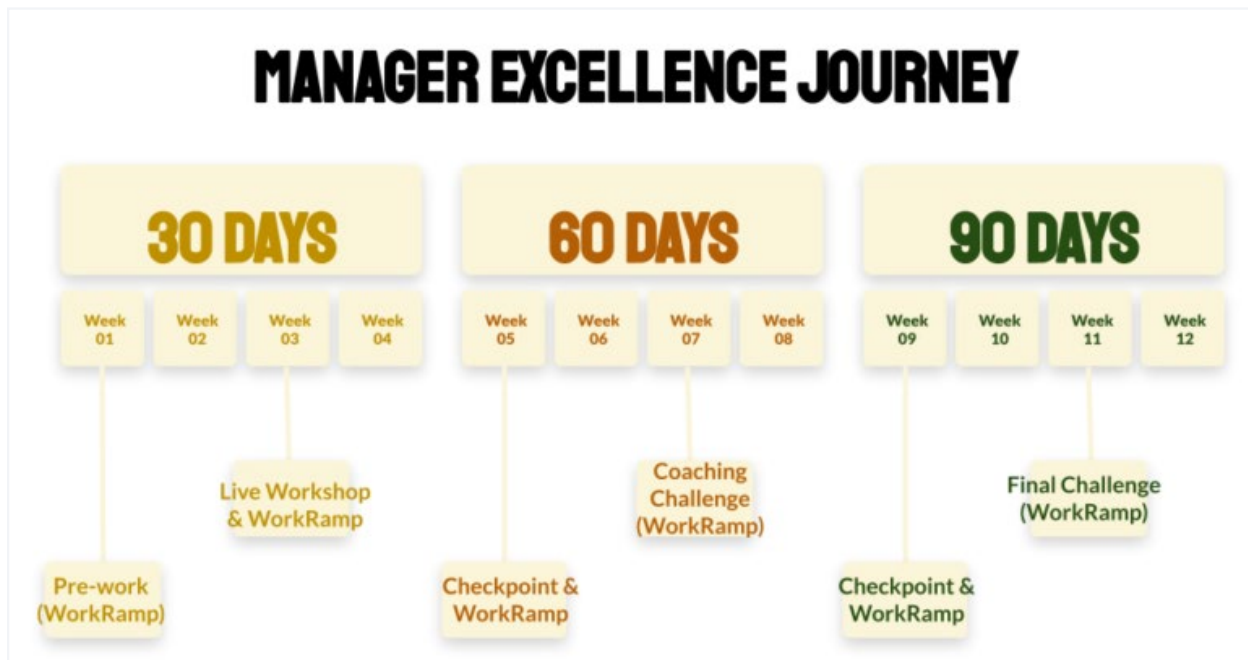 MANAGER EXCELLENCE JOURNEY
30 DAYS
60 DAYS
90 DAYS
Week
01
Week
02
Week
03
Week
04
Week
05
Week
06
Week
07
Week
08
Week
09
Week
10
Week
11
Week
12
Live Workshop
& WorkRamp
Coaching
Challenge
(WorkRamp)
Final Challenge
(WorkRamp)
Pre-work
(WorkRamp)
Checkpoint &
WorkRamp
Checkpoint &
WorkRamp